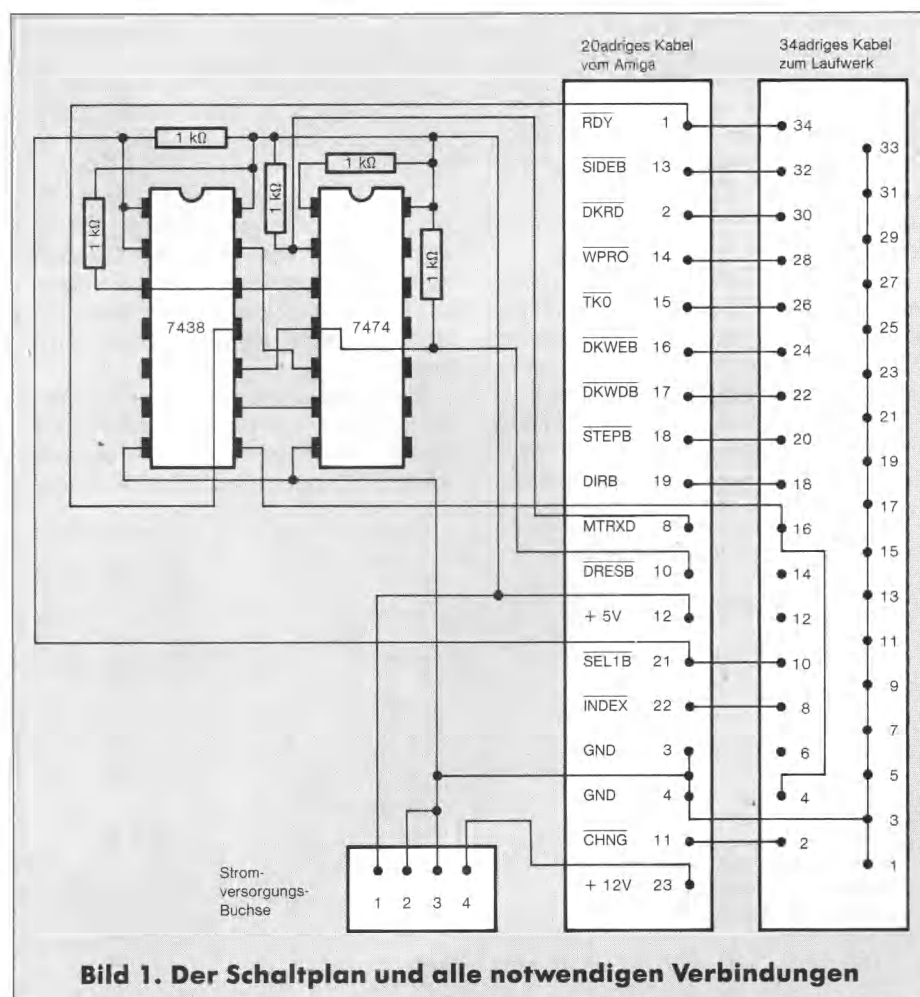 20adriges Kabel
vom Amiga
34adriges Kabel
zum Laufwerk
1 kΩ
1 kΩ
1 kΩ
1 kΩ
1 kΩ
7438
7474
RDY 1 34
SIDEB 13 32
DKRD 2 30
WPRO 14 28
TK0 15 26
DKWEB 16 24
DKWDB 17 22
STEPB 18 20
DIRB 19 18
MTRXD 8 16
DRESB 10 14
+ 5V 12 12
SEL1B 21 10
INDEX 22 8
GND 3 6
GND 4 4
CHNG 11 2
+ 12V 23
33
31
29
27
25
23
21
19
17
15
13
11
9
7
5
3
1
Strom-
versorgungs-
Buchse
1 2 3 4
Bild 1. Der Schaltplan und alle notwendigen Verbindungen